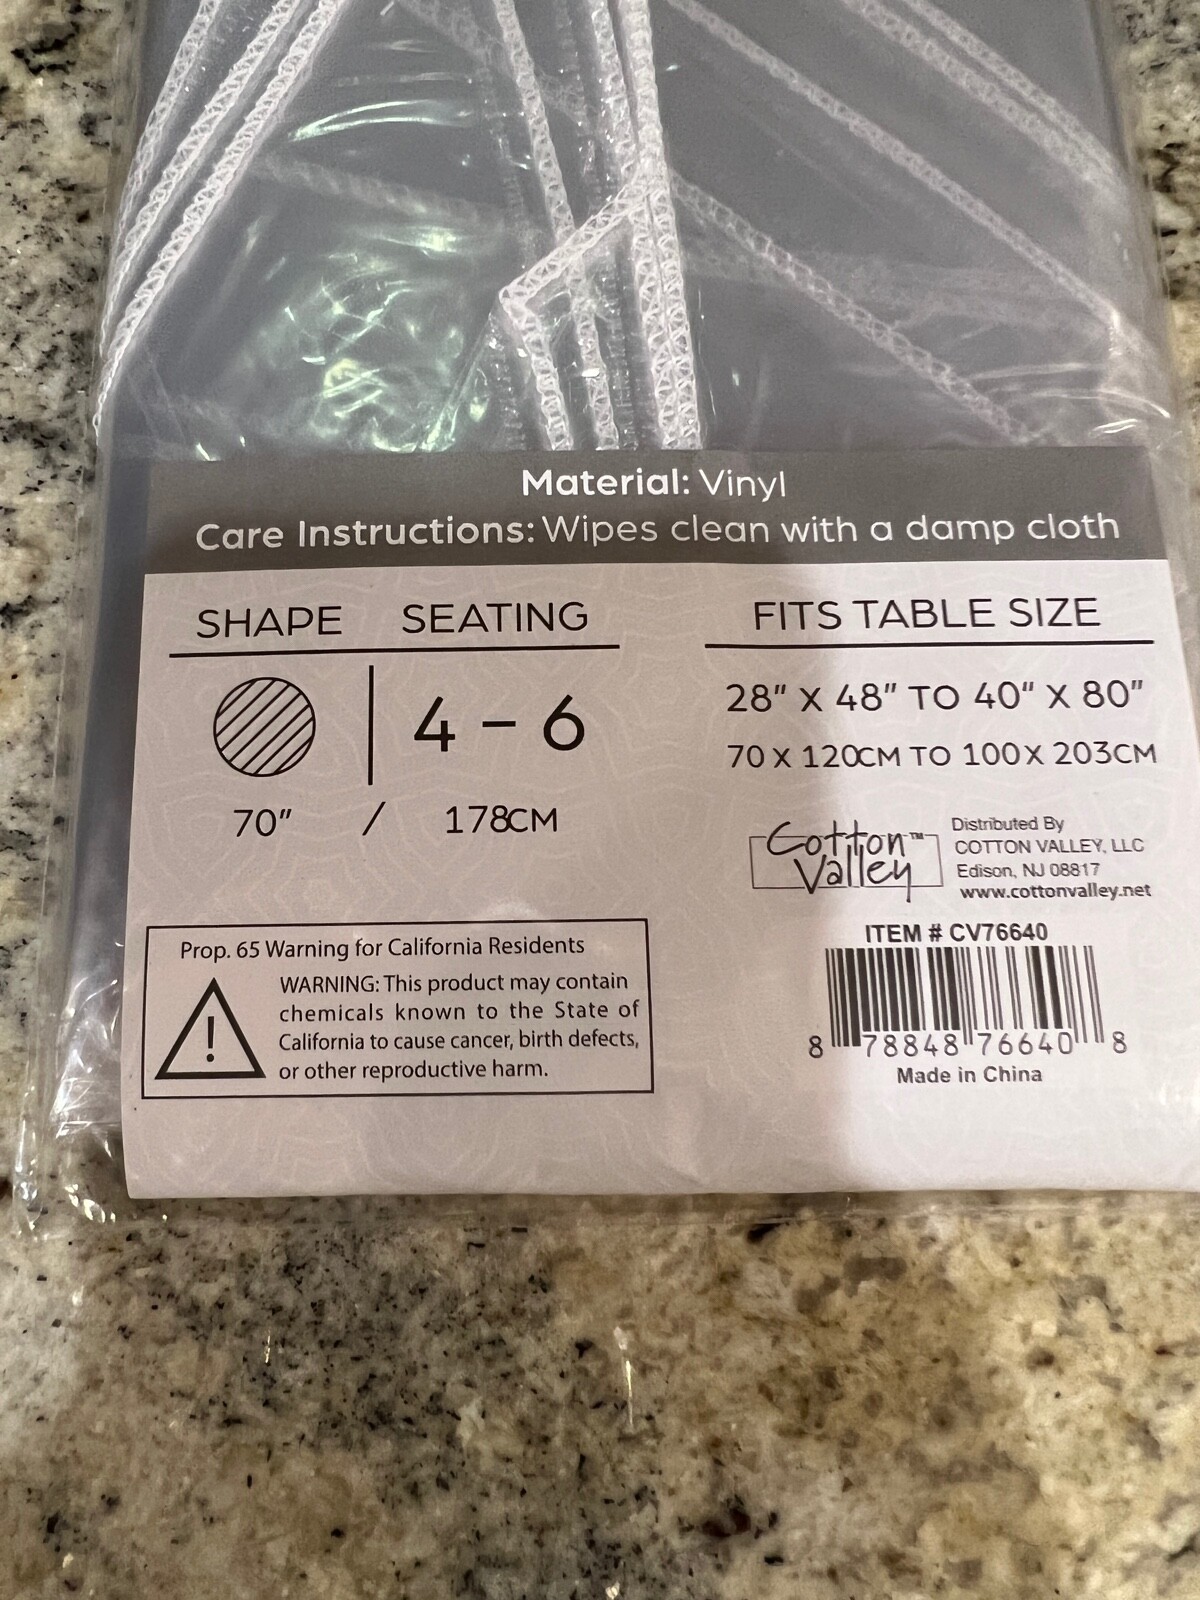 Material: Vinyl
Care Instructions: Wipes clean with a damp cloth
SHAPE SEATING
4 – 6
70" / 178CM
FITS TABLE SIZE
28" X 48" TO 40" X 80"
70 X 120CM TO 100X 203CM
Cotton™
Valley
Distributed By
COTTON VALLEY, LLC
Edison, NJ 08817
www.cottonvalley.net
Prop. 65 Warning for California Residents
WARNING: This product may contain
chemicals known to the State of
California to cause cancer, birth defects,
or other reproductive harm.
!
ITEM # CV76640
8 78848 76640 8
Made in China